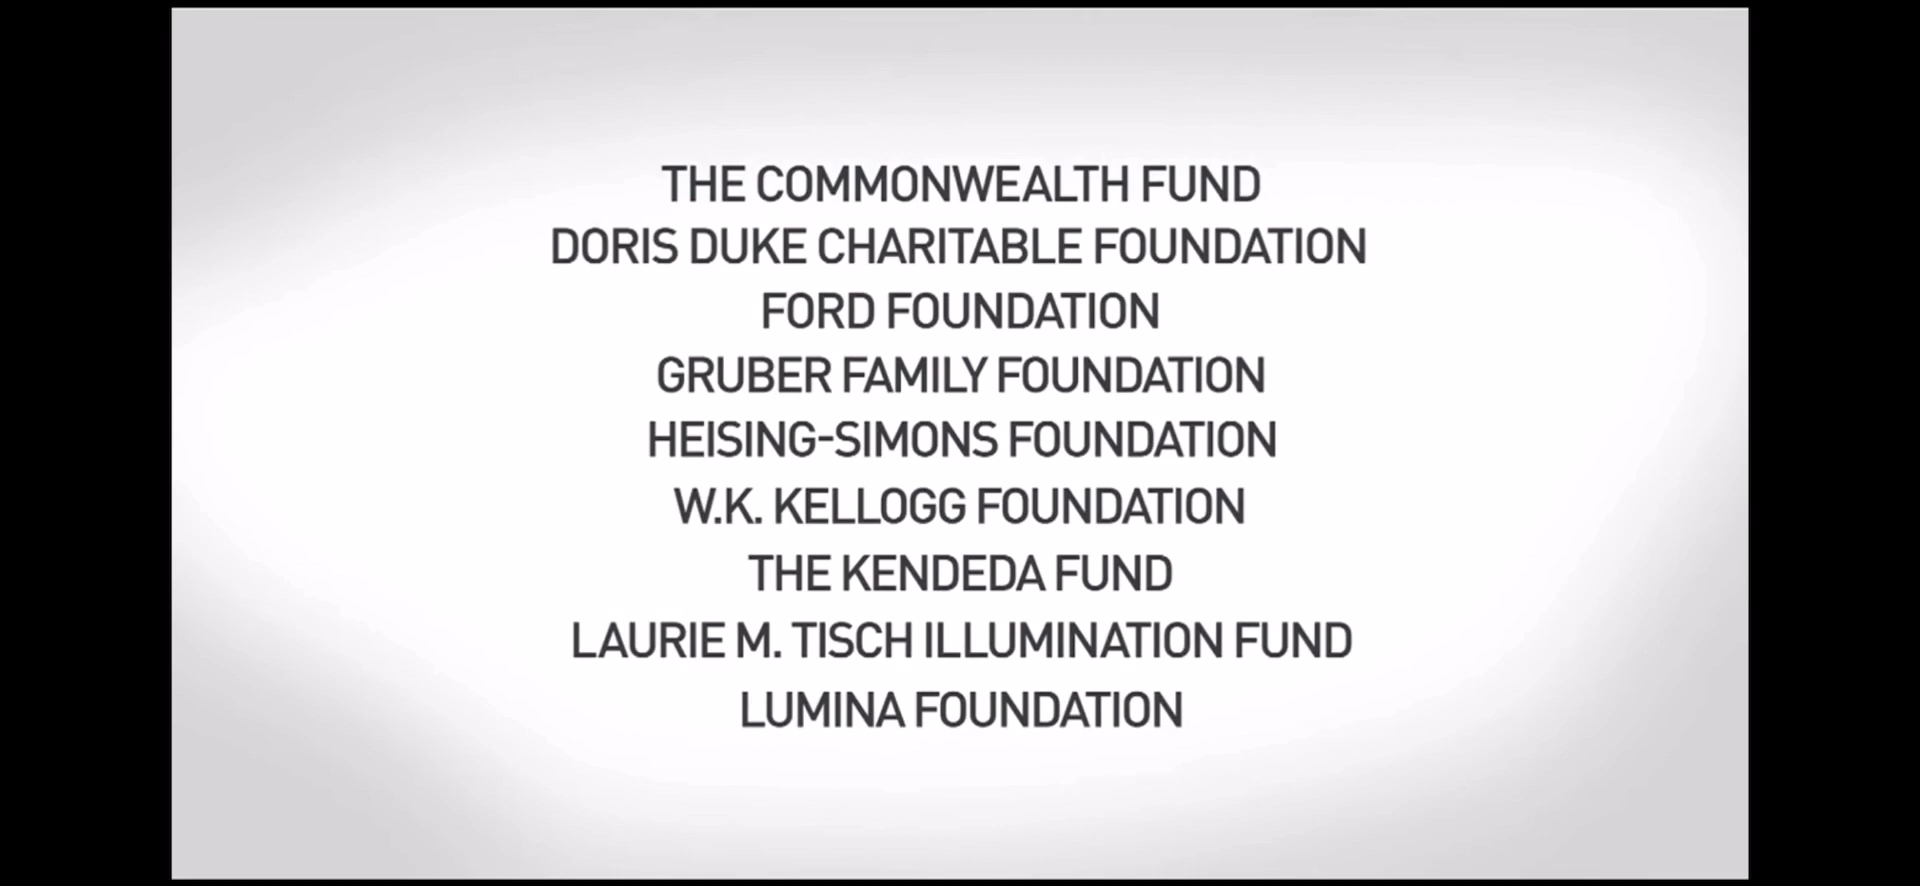 THE COMMONWEALTH FUND
DORIS DUKE CHARITABLE FOUNDATION
FORD FOUNDATION
GRUBER FAMILY FOUNDATION
HEISING-SIMONS FOUNDATION
W.K. KELLOGG FOUNDATION
THE KENDEDA FUND
LAURIE M. TISCH ILLUMINATION FUND
LUMINA FOUNDATION